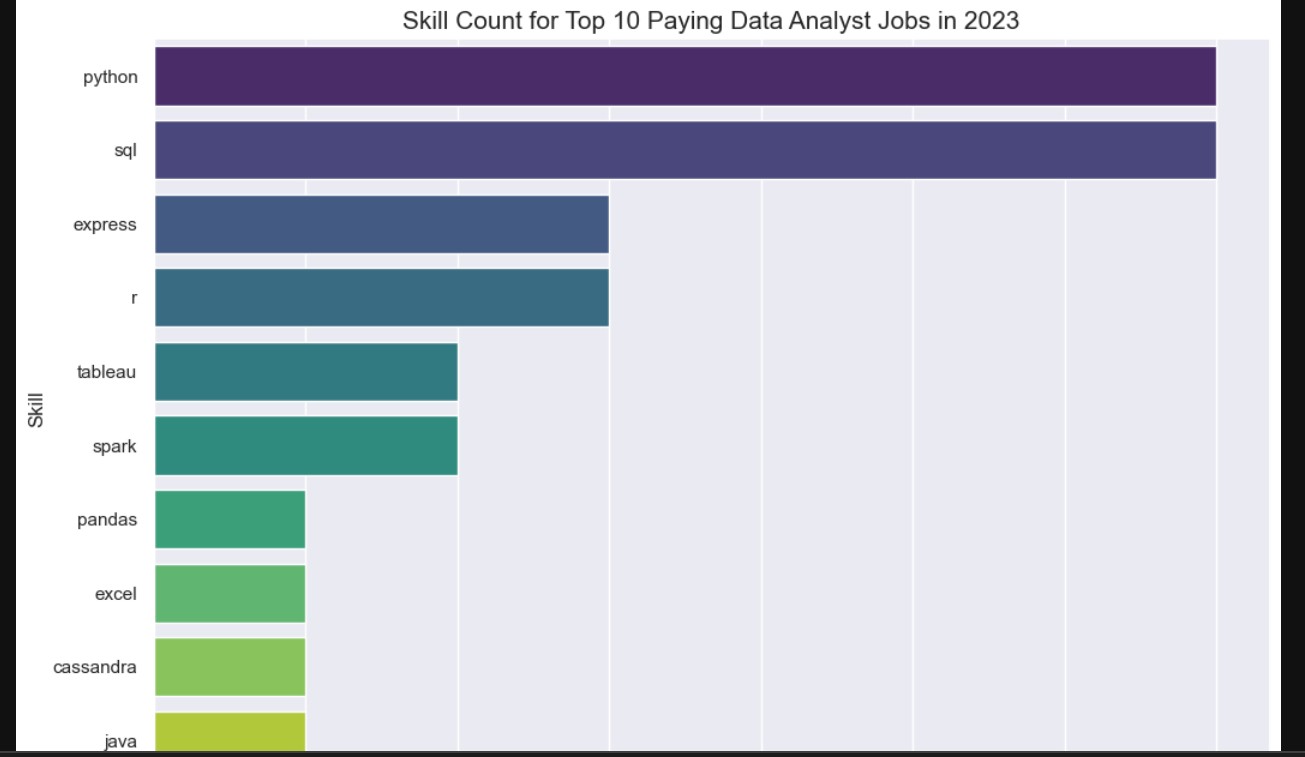 Skill Count for Top 10 Paying Data Analyst Jobs in 2023
python
sql
express
r
tableau
Skill
spark
pandas
excel
cassandra
java